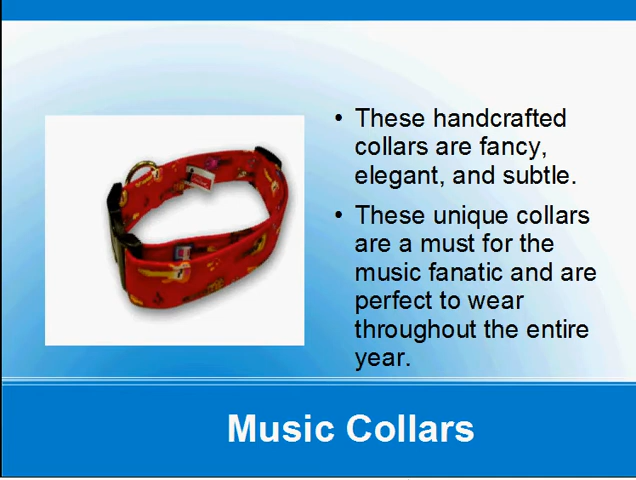 • These handcrafted
collars are fancy,
elegant, and subtle.
• These unique collars
are a must for the
music fanatic and are
perfect to wear
throughout the entire
year.
Music Collars